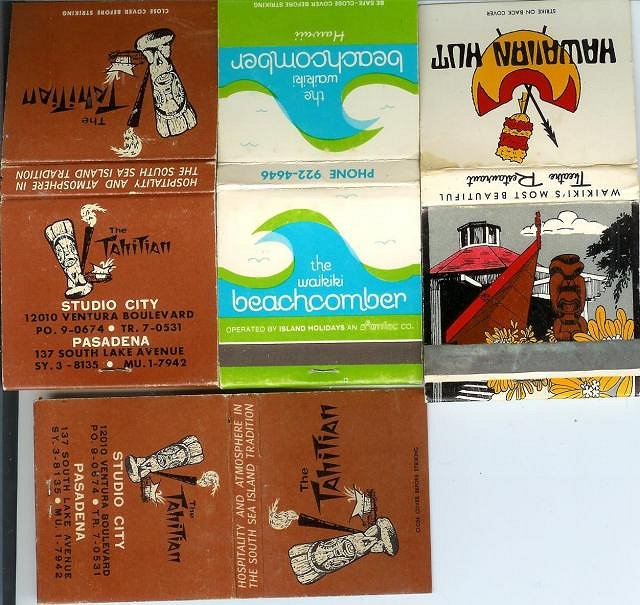 CLOSE COVER BEFORE STRIKING
The
Tahitian
HOSPITALITY AND ATMOSPHERE IN
THE SOUTH SEA ISLAND TRADITION
The
Tahitian
STUDIO CITY
12010 VENTURA BOULEVARD
PO. 9-0674 • TR. 7-0531
PASADENA
137 SOUTH LAKE AVENUE
SY. 3-8135 • MU. 1-7942
BE SAFE-CLOSE COVER BEFORE STRIKING
the
waikiki
beachcomber
Hawaii
PHONE 922-4646
the
waikiki
beachcomber
OPERATED BY ISLAND HOLIDAYS AN amfac CO.
STRIKE ON BACK COVER
HAWAIIAN HUT
Theatre Restaurant
WAIKIKI'S MOST BEAUTIFUL
The
Tahitian
STUDIO CITY
12010 VENTURA BOULEVARD
PO. 9-0674 • TR. 7-0531
PASADENA
137 SOUTH LAKE AVENUE
SY. 3-8135 • MU. 1-7942
HOSPITALITY AND ATMOSPHERE IN
THE SOUTH SEA ISLAND TRADITION
The
Tahitian
CLOSE COVER BEFORE STRIKING